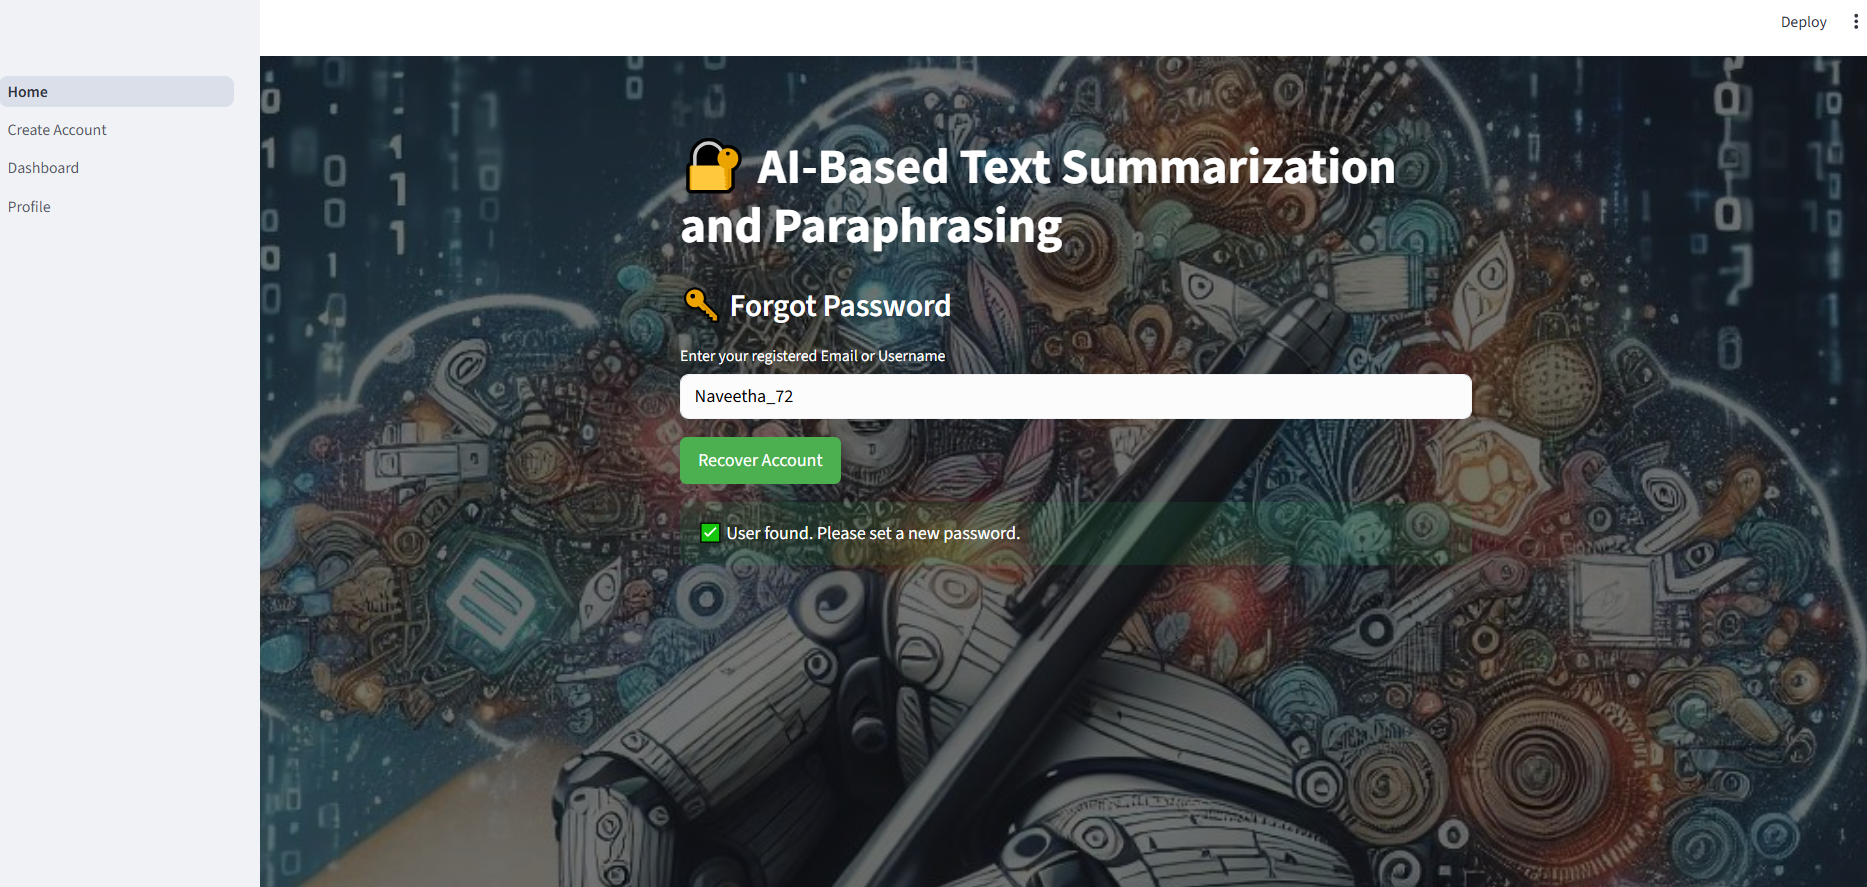 Deploy
Home
Create Account
Dashboard
Profile
AI-Based Text Summarization
and Paraphrasing
Forgot Password
Enter your registered Email or Username
Naveetha_72
Recover Account
User found. Please set a new password.